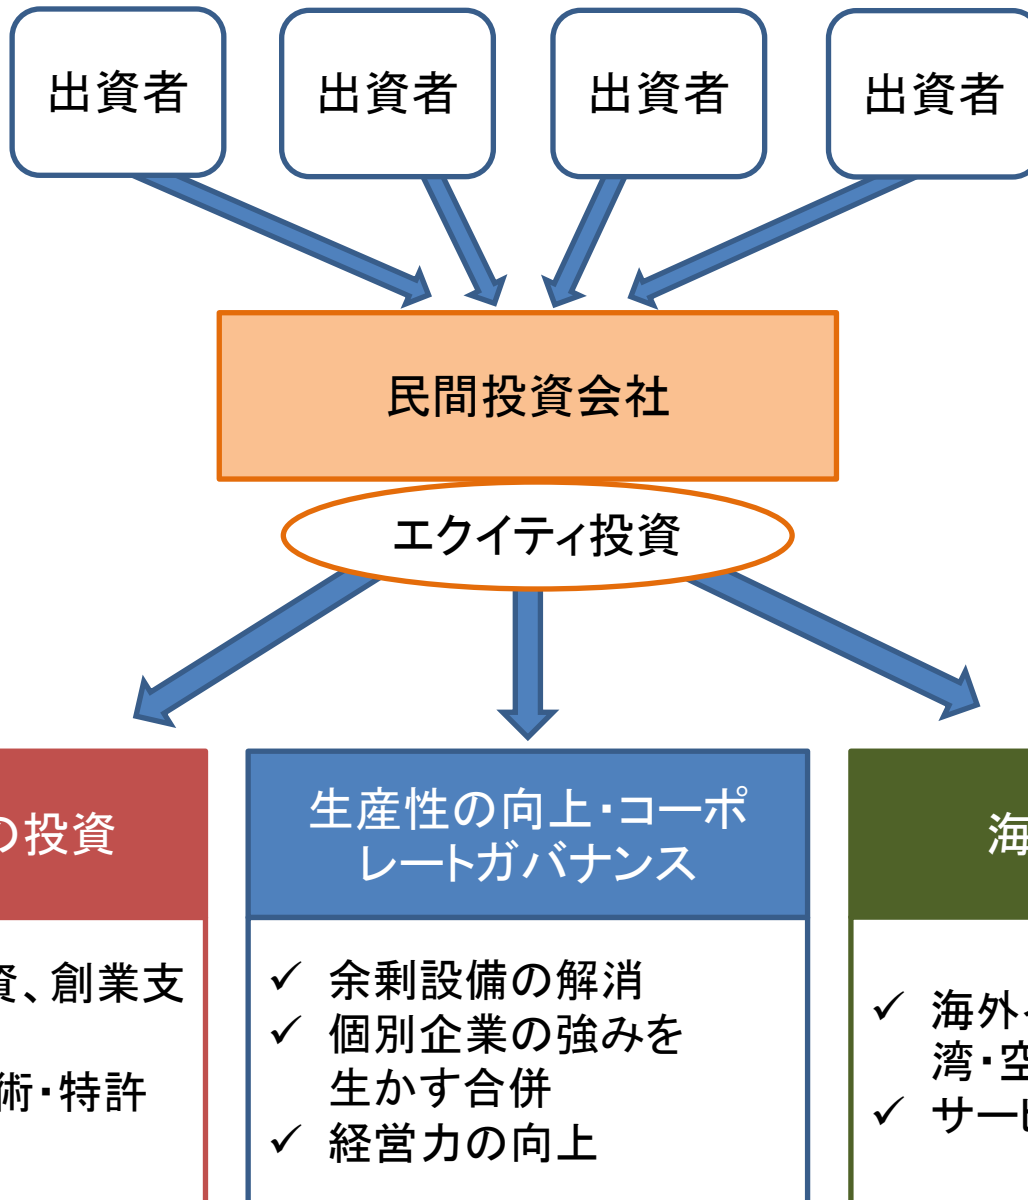 出資者
出資者
出資者
出資者
民間投資会社
エクイティ投資
の投資
資、創業支
術・特許
生産性の向上・コーポ
レートガバナンス
✓ 余剰設備の解消
✓ 個別企業の強みを
生かす合併
✓ 経営力の向上
海
✓ 海外
湾・空
✓ サービ